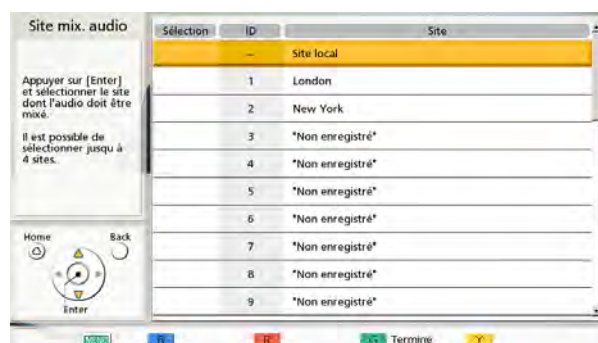 Site mix. audio
Sélection ID Site
– Site local
Appuyer sur [Enter]
et sélectionner le site
dont l'audio doit être
mixé.
Il est possible de
sélectionner jusqu'à
4 sites.
1 London
2 New York
3 "Non enregistré"
4 "Non enregistré"
5 "Non enregistré"
6 "Non enregistré"
7 "Non enregistré"
8 "Non enregistré"
9 "Non enregistré"
Home Back
Enter
MENU B R G Terminé Y